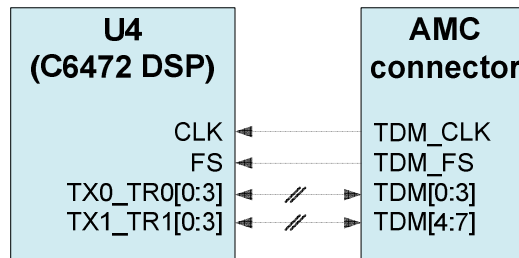 U4
(C6472 DSP)
CLK
FS
TX0_TR0[0:3]
TX1_TR1[0:3]
AMC
connector
TDM_CLK
TDM_FS
TDM[0:3]
TDM[4:7]